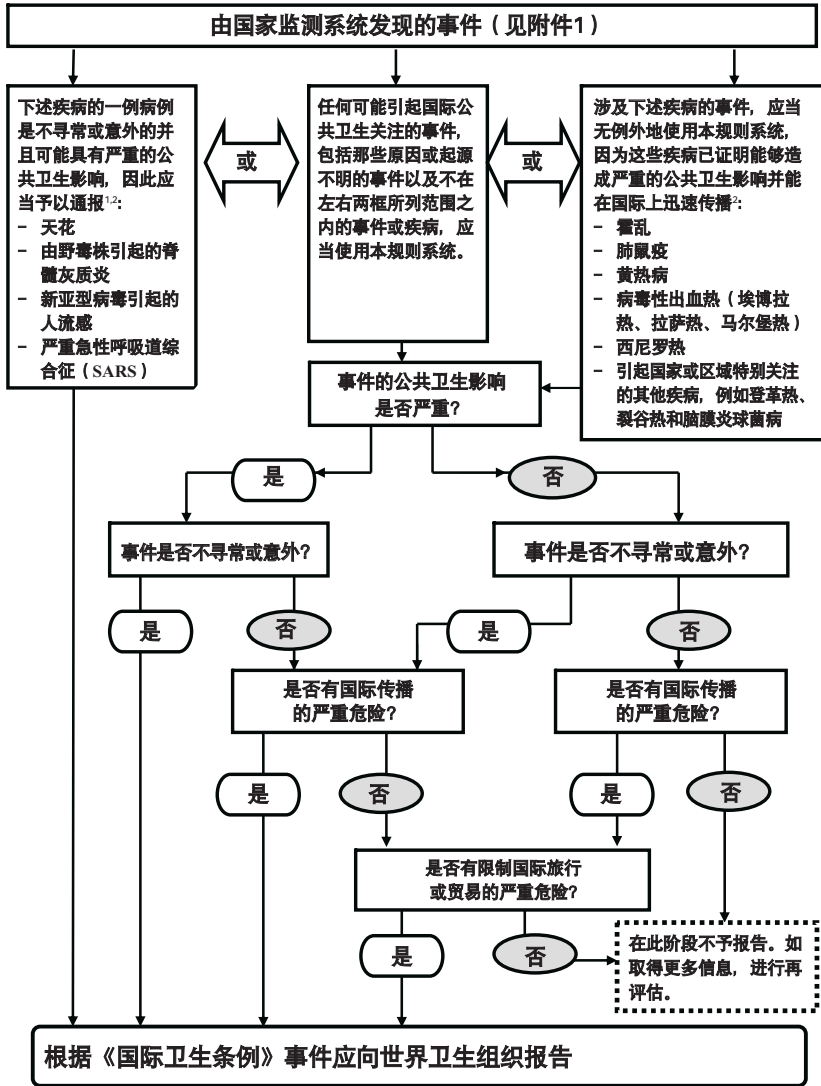 由国家监测系统发现的事件（见附件1）
下述疾病的一例病例
是不寻常或意外的并
且可能具有严重的公
共卫生影响，因此应
当予以通报1,2:
- 天花
- 由野毒株引起的脊
髓灰质炎
- 新亚型病毒引起的
人流感
- 严重急性呼吸道综
合征（SARS）
或
任何可能引起国际公
共卫生关注的事件，
包括那些原因或起源
不明的事件以及不在
左右两框所列范围之
内的事件或疾病，应
当使用本规则系统。
或
涉及下述疾病的事件，应当
无例外地使用本规则系统，
因为这些疾病已证明能够造
成严重的公共卫生影响并能
在国际上迅速传播2:
- 霍乱
- 肺鼠疫
- 黄热病
- 病毒性出血热（埃博拉
热、拉萨热、马尔堡热）
- 西尼罗热
- 引起国家或区域特别关注
的其他疾病，例如登革热、
裂谷热和脑膜炎球菌病
事件的公共卫生影响
是否严重？
是
否
事件是否不寻常或意外？
事件是否不寻常或意外？
是
否
是
否
是否有国际传播
的严重危险？
是否有国际传播
的严重危险？
是
否
是
否
是否有限制国际旅行
或贸易的严重危险？
是
否
在此阶段不予报告。如
取得更多信息，进行再
评估。
根据《国际卫生条例》事件应向世界卫生组织报告